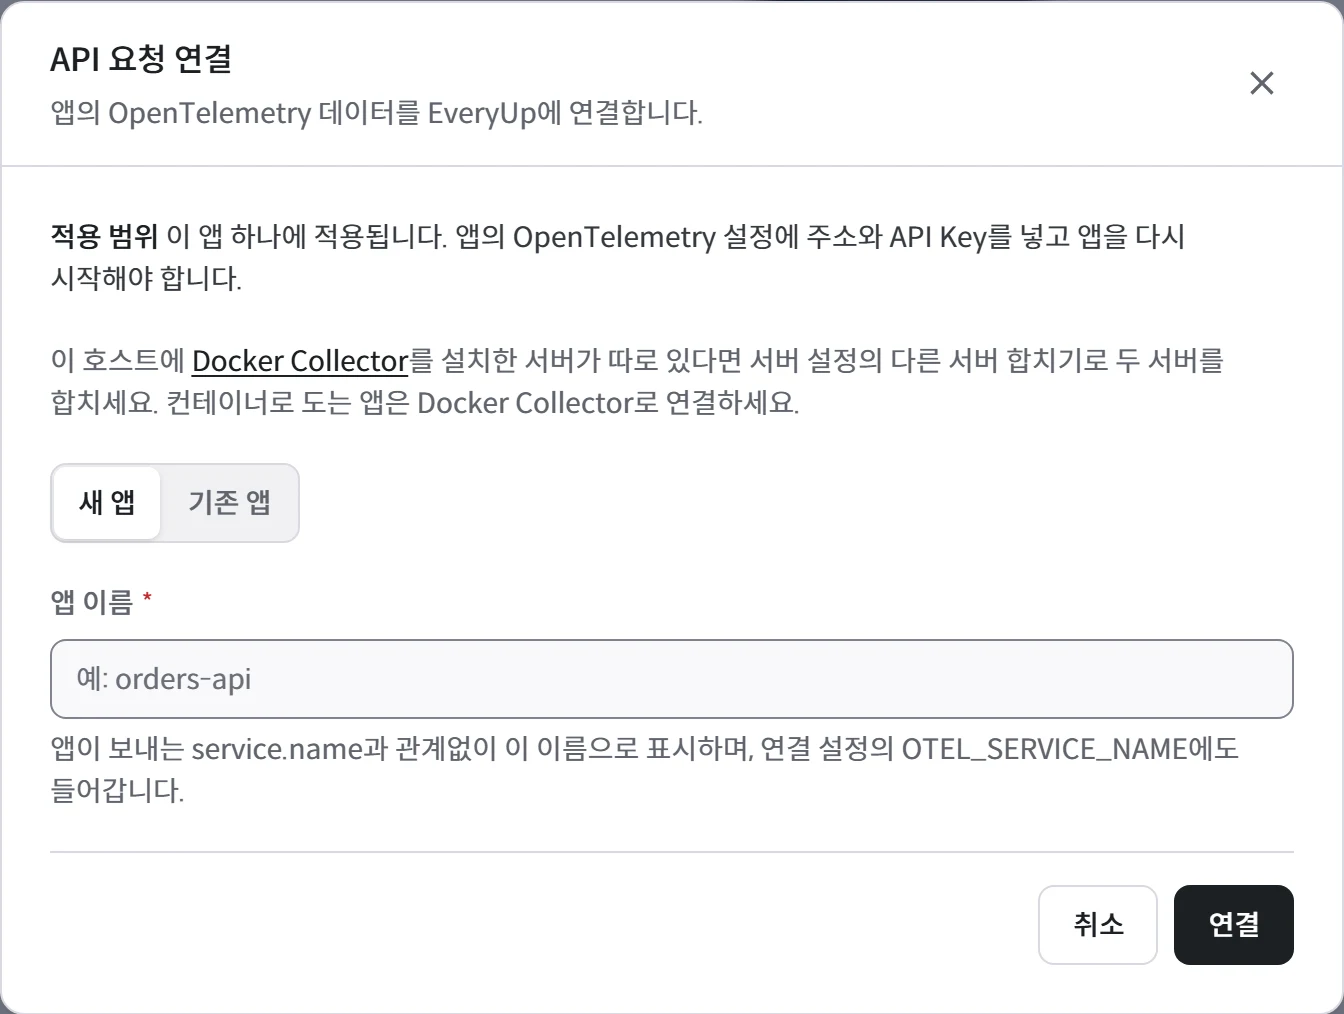 API 요청 연결
앱의 OpenTelemetry 데이터를 EveryUp에 연결합니다.
적용 범위 이 앱 하나에 적용됩니다. 앱의 OpenTelemetry 설정에 주소와 API Key를 넣고 앱을 다시
시작해야 합니다.
이 호스트에 Docker Collector를 설치한 서버가 따로 있다면 서버 설정의 다른 서버 합치기로 두 서버를
합치세요. 컨테이너로 도는 앱은 Docker Collector로 연결하세요.
새 앱
기존 앱
앱 이름 *
예: orders-api
앱이 보내는 service.name과 관계없이 이 이름으로 표시하며, 연결 설정의 OTEL_SERVICE_NAME에도
들어갑니다.
취소
연결